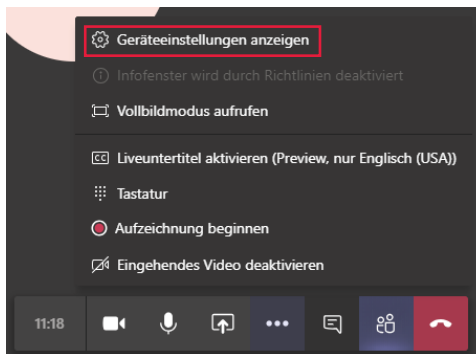 Geräteeinstellungen anzeigen
Infofenster wird durch Richtlinien deaktiviert
Vollbildmodus aufrufen
CC Liveuntertitel aktivieren (Preview, nur Englisch (USA))
Tastatur
Aufzeichnung beginnen
Eingehendes Video deaktivieren
11:18